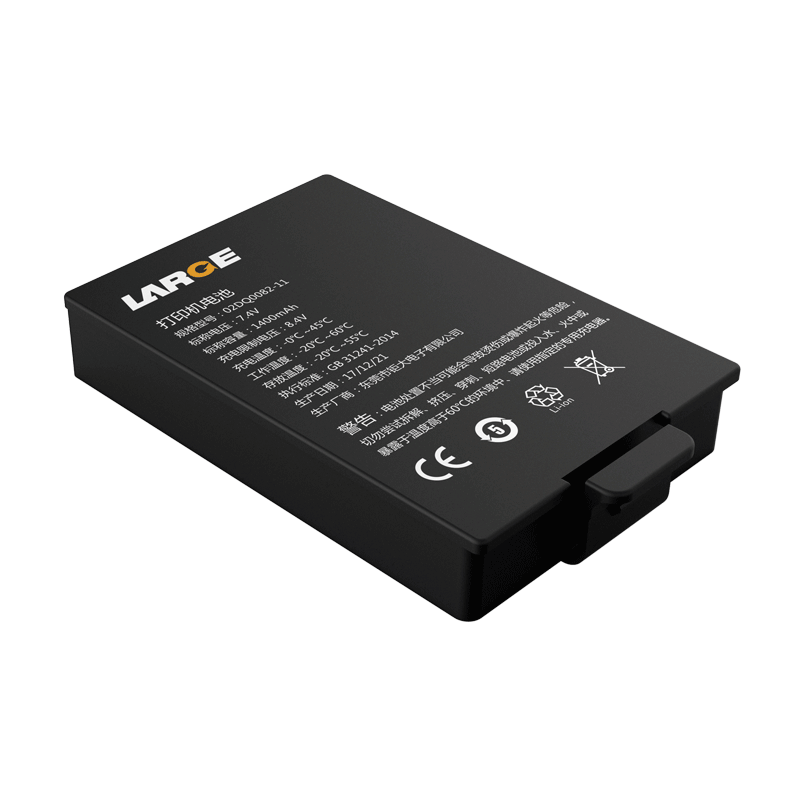 LARGE
打印机电池
规格型号：02DQ0082-11
标称电压：7.4V
标称容量：1400mAh
充电限制电压：8.4V
充电温度：-0℃~45℃
工作温度：-20℃~60℃
存放温度：-20℃~55℃
执行标准：GB 31241-2014
生产日期：17/12/21
生产厂商：东莞市钜大电子有限公司
警告：电池处置不当可能会导致烫伤或爆炸起火等危险，
切勿尝试拆解、挤压、穿刺、短路电池或投入水、火中或
暴露于温度高于60℃的环境中，请使用指定的专用充电器。
CE
5
Li-ion